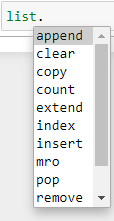 list.
append
clear
copy
count
extend
index
insert
mro
pop
remove